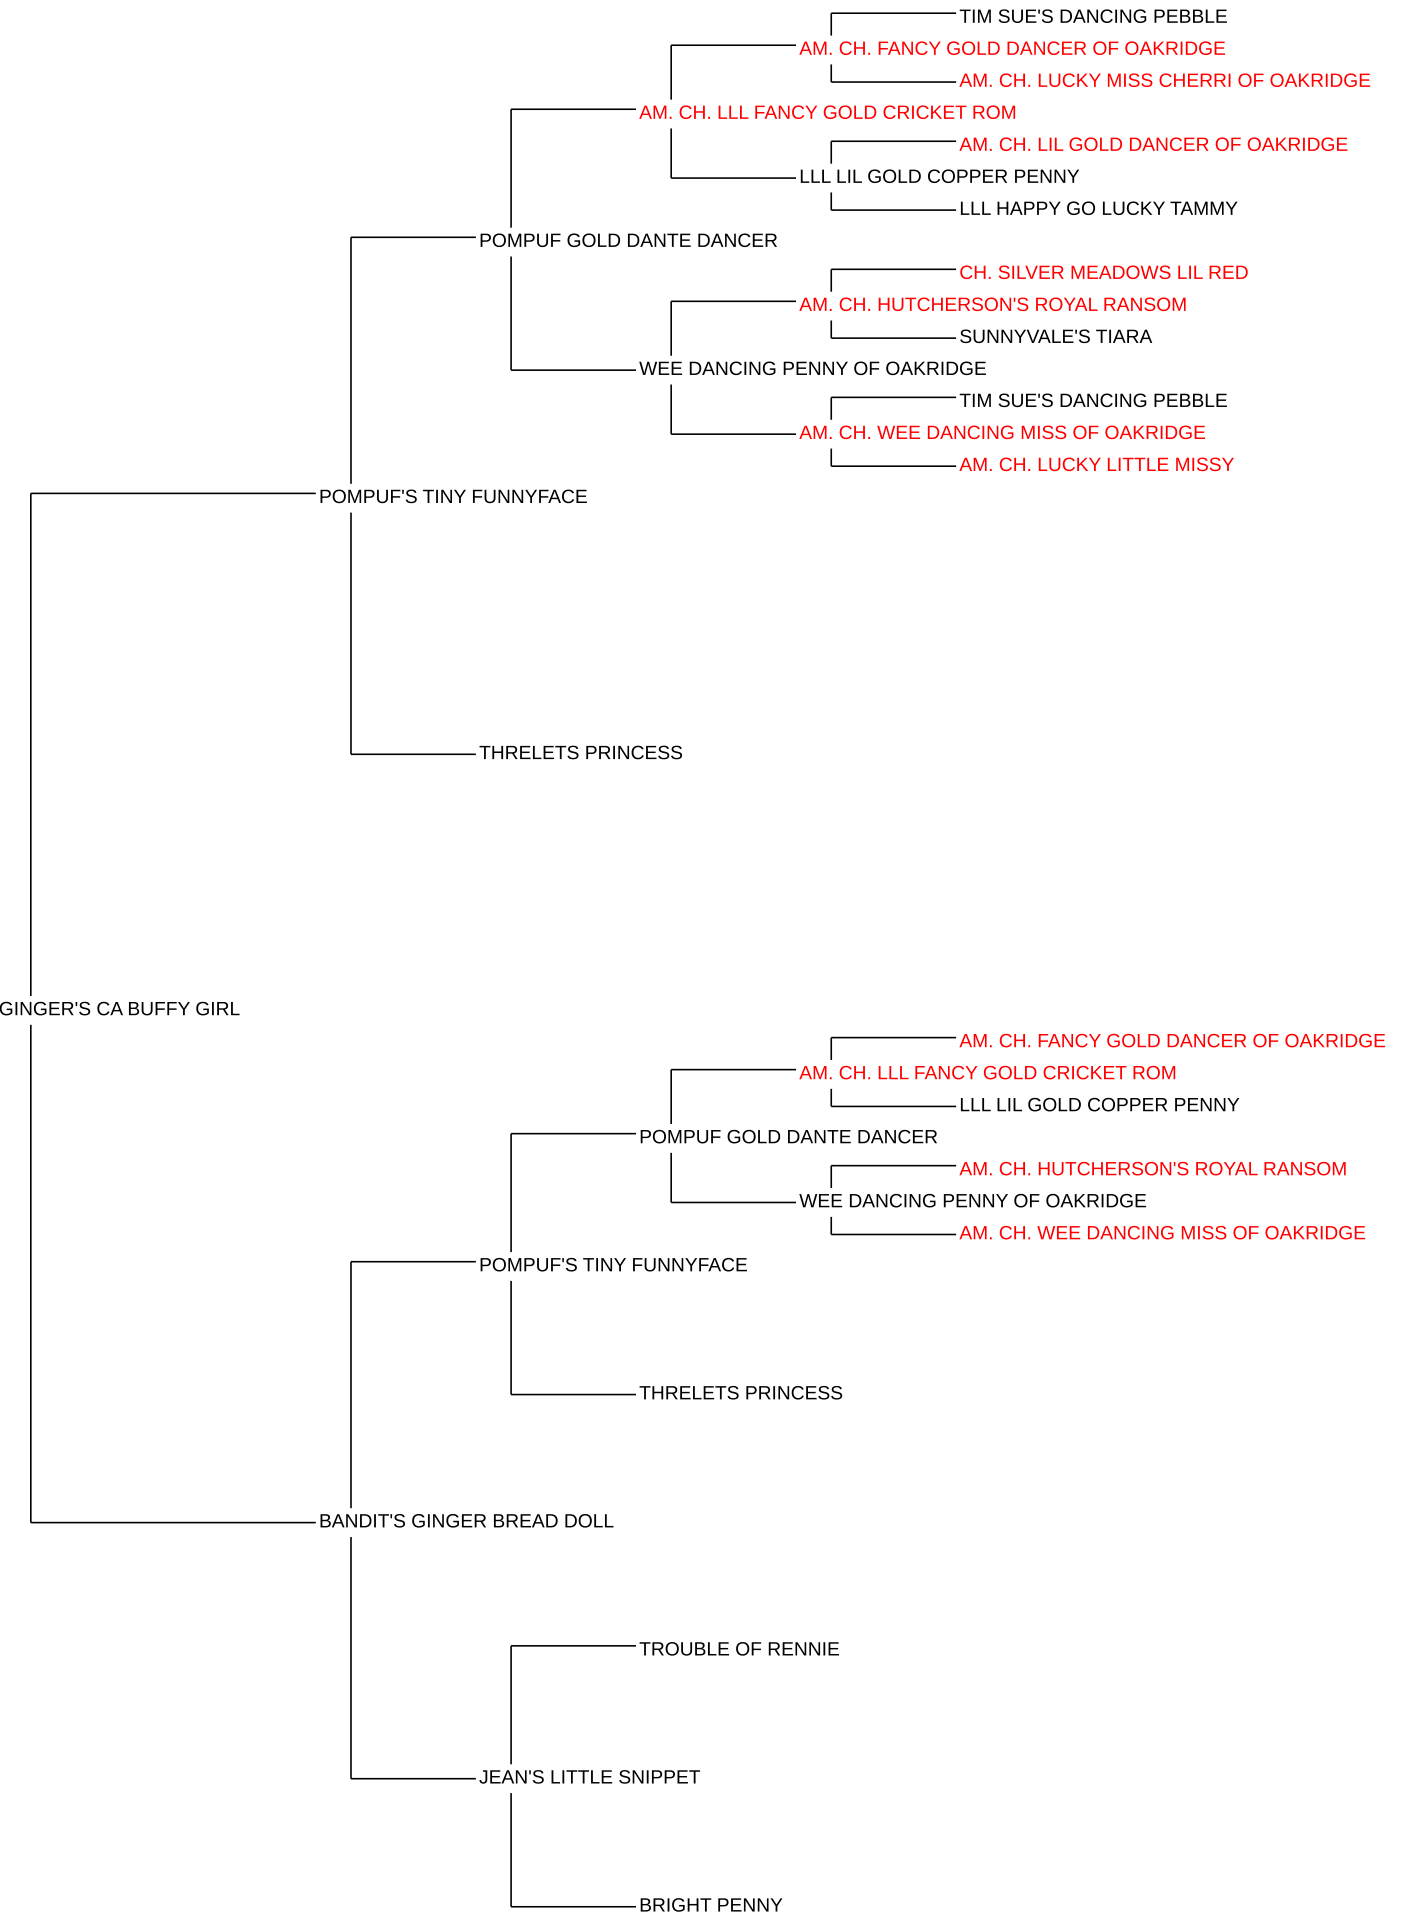 TIM SUE'S DANCING PEBBLE
AM. CH. FANCY GOLD DANCER OF OAKRIDGE
AM. CH. LUCKY MISS CHERRI OF OAKRIDGE
AM. CH. LLL FANCY GOLD CRICKET ROM
AM. CH. LIL GOLD DANCER OF OAKRIDGE
LLL LIL GOLD COPPER PENNY
LLL HAPPY GO LUCKY TAMMY
POMPUF GOLD DANTE DANCER
CH. SILVER MEADOWS LIL RED
AM. CH. HUTCHERSON'S ROYAL RANSOM
SUNNYVALE'S TIARA
WEE DANCING PENNY OF OAKRIDGE
TIM SUE'S DANCING PEBBLE
AM. CH. WEE DANCING MISS OF OAKRIDGE
AM. CH. LUCKY LITTLE MISSY
POMPUF'S TINY FUNNYFACE
THRELETS PRINCESS
GINGER'S CA BUFFY GIRL
AM. CH. FANCY GOLD DANCER OF OAKRIDGE
AM. CH. LLL FANCY GOLD CRICKET ROM
LLL LIL GOLD COPPER PENNY
POMPUF GOLD DANTE DANCER
AM. CH. HUTCHERSON'S ROYAL RANSOM
WEE DANCING PENNY OF OAKRIDGE
AM. CH. WEE DANCING MISS OF OAKRIDGE
POMPUF'S TINY FUNNYFACE
THRELETS PRINCESS
BANDIT'S GINGER BREAD DOLL
TROUBLE OF RENNIE
JEAN'S LITTLE SNIPPET
BRIGHT PENNY